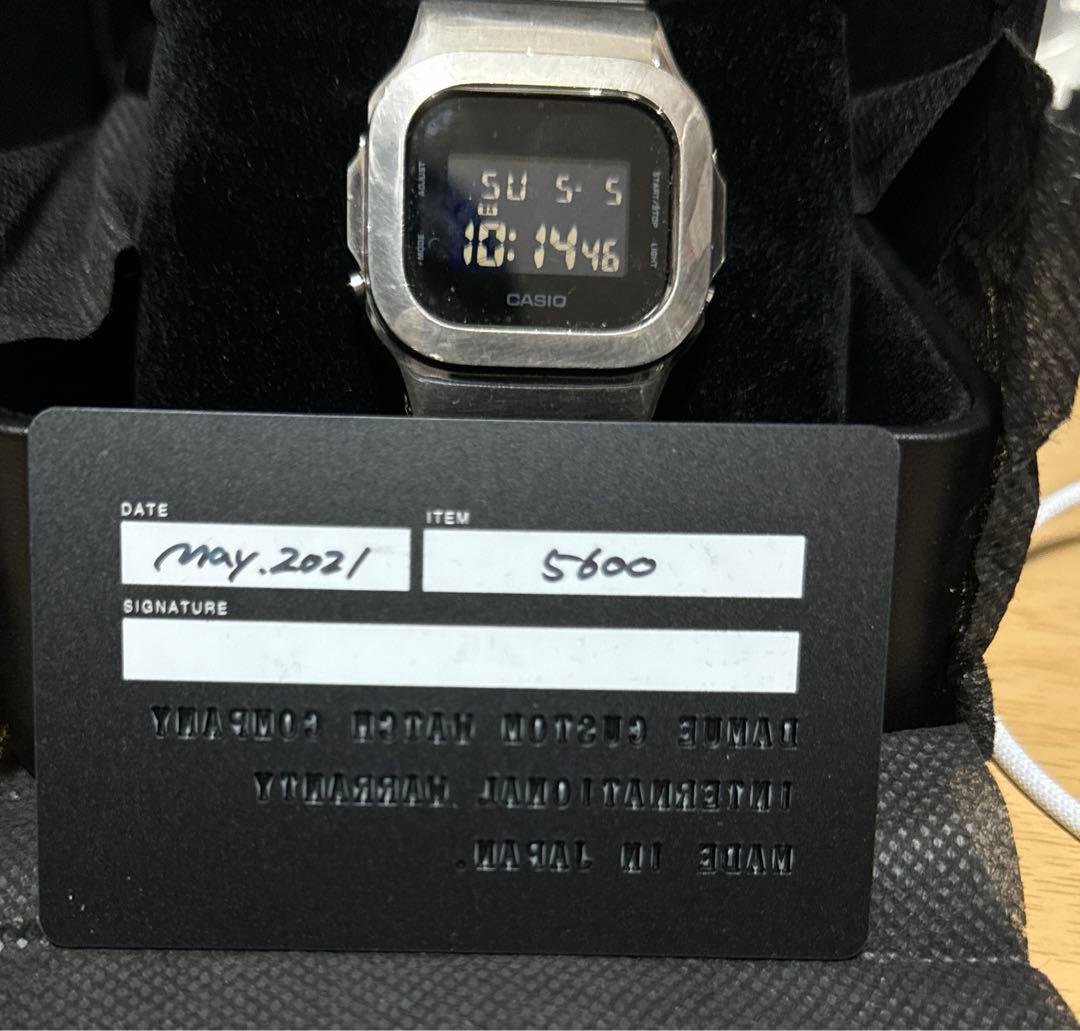 ADJUST
START/STOP
SU 5-5
MODE
LIGHT
10:14 46
CASIO
DATE
ITEM
May.2021
5600
SIGNATURE
DAMUE CUSTOM WATCH COMPANY
INTERNATIONAL WARRANTY
MADE IN JAPAN.